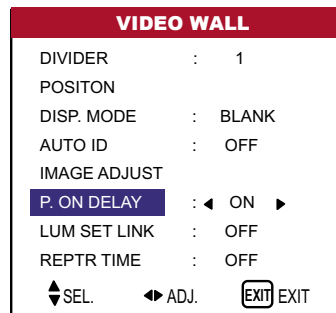 VIDEO WALL
DIVIDER : 1
POSITON
DISP. MODE : BLANK
AUTO ID : OFF
IMAGE ADJUST
P. ON DELAY : ◀ ON ▶
LUM SET LINK : OFF
REPTR TIME : OFF
SEL. ADJ. EXIT EXIT